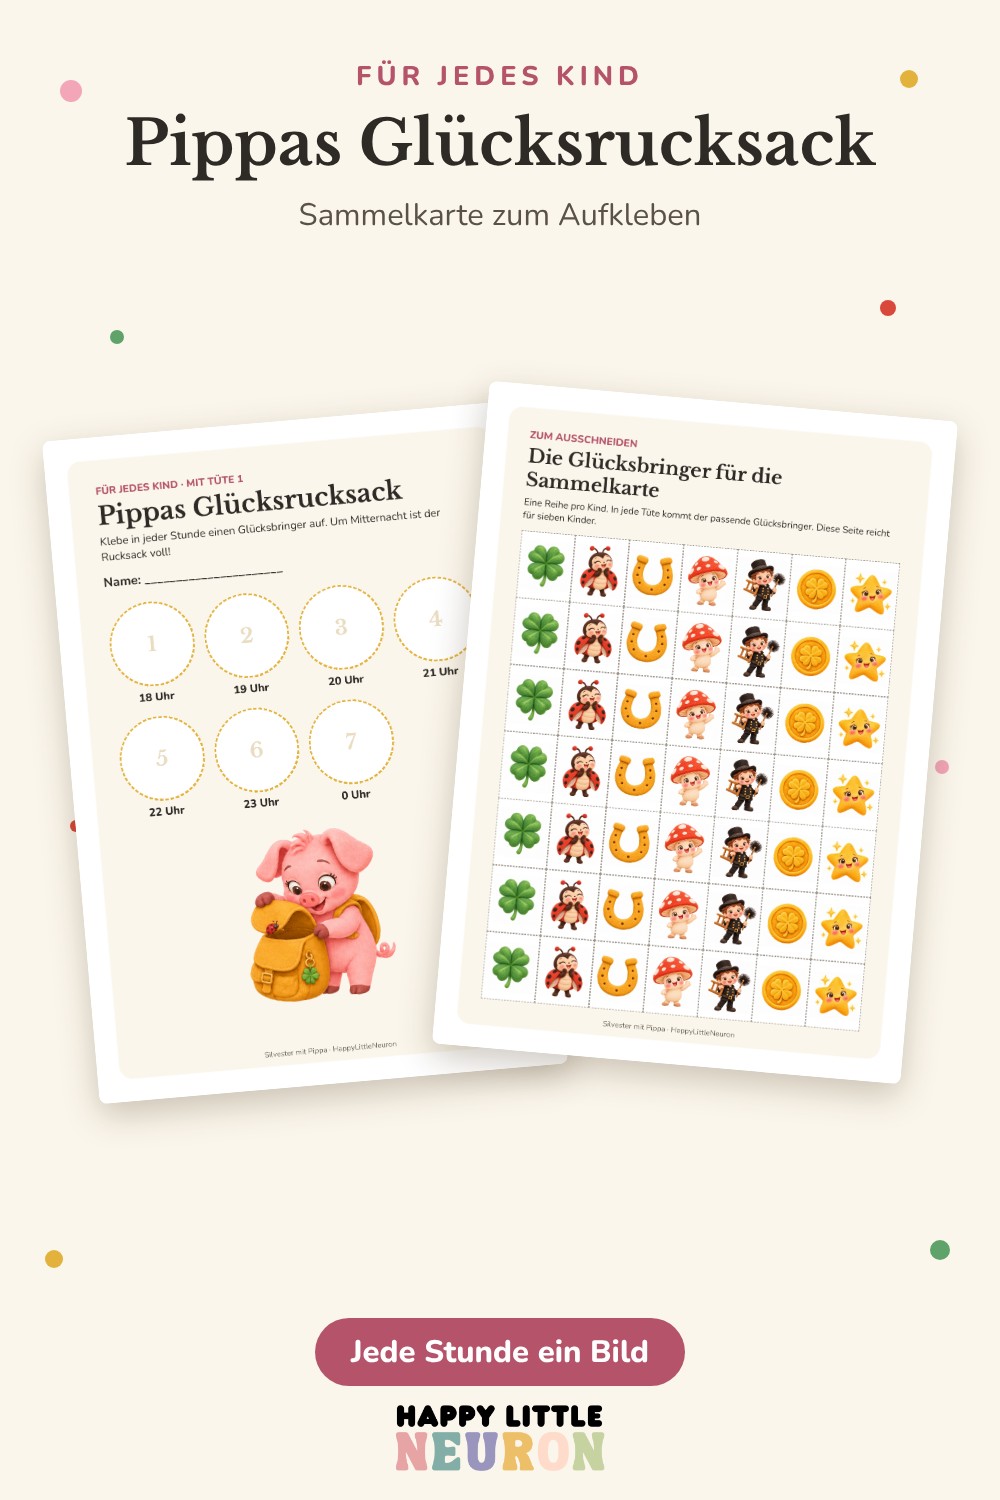 FÜR JEDES KIND
Pippas Glücksrucksack
Sammelkarte zum Aufkleben
FÜR JEDES KIND · MIT TÜTE 1
Pippas Glücksrucksack
Klebe in jeder Stunde einen Glücksbringer auf. Um Mitternacht ist der
Rucksack voll!
Name:
1
2
3
4
18 Uhr
19 Uhr
20 Uhr
21 Uhr
5
6
7
22 Uhr
23 Uhr
0 Uhr
Silvester mit Pippa · HappyLittleNeuron
ZUM AUSSCHNEIDEN
Die Glücksbringer für die
Sammelkarte
Eine Reihe pro Kind. In jede Tüte kommt der passende Glücksbringer. Diese Seite reicht
für sieben Kinder.
Silvester mit Pippa · HappyLittleNeuron
Jede Stunde ein Bild
HAPPY LITTLE
NEURON